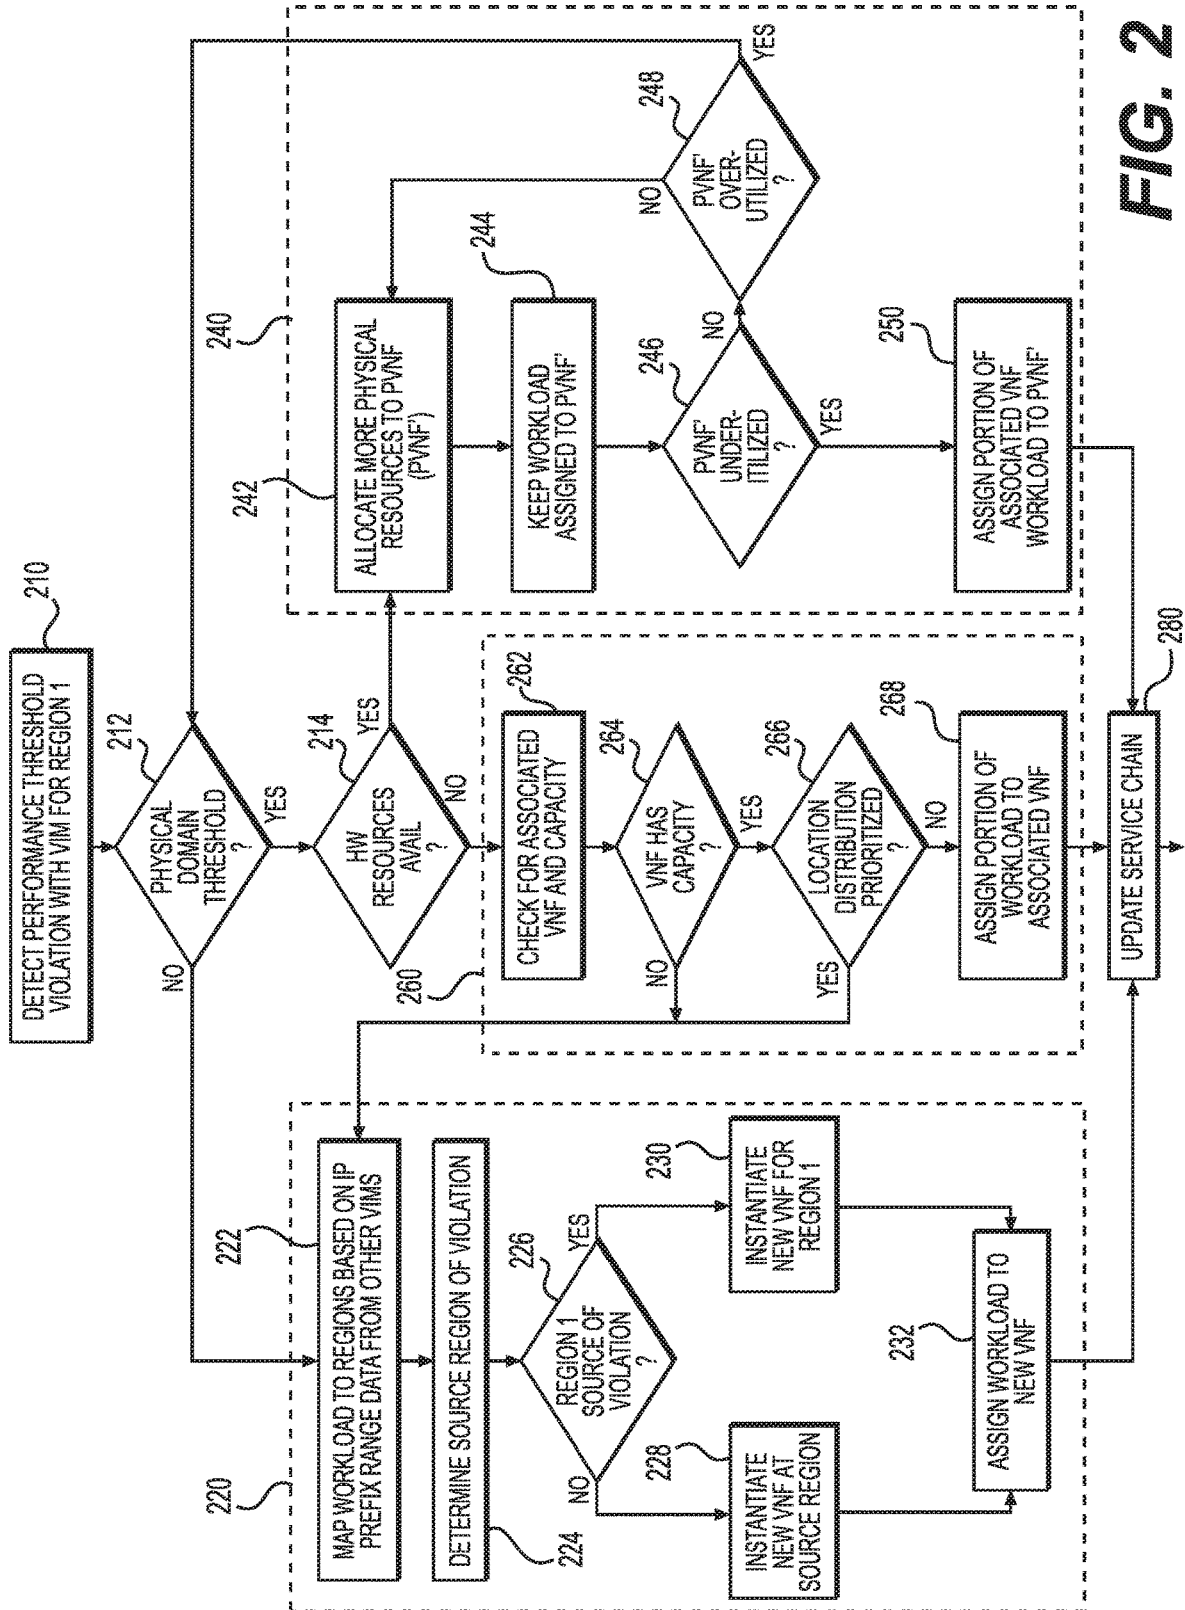 210
DETECT PERFORMANCE THRESHOLD
VIOLATION WITH VIM FOR REGION 1
212
PHYSICAL
DOMAIN
THRESHOLD
?
NO
YES
214
HW
RESOURCES
AVAIL
?
YES
NO
220
222
MAP WORKLOAD TO REGIONS BASED ON IP
PREFIX RANGE DATA FROM OTHER VIMS
DETERMINE SOURCE REGION OF VIOLATION
224
226
REGION 1
SOURCE OF
VIOLATION
?
NO
YES
228
INSTANTIATE
NEW VNF AT
SOURCE REGION
230
INSTANTIATE
NEW VNF FOR
REGION 1
232
ASSIGN WORKLOAD TO
NEW VNF
260
262
CHECK FOR ASSOCIATED
VNF AND CAPACITY
264
VNF HAS
CAPACITY
?
NO
YES
266
LOCATION
DISTRIBUTION
PRIORITIZED
?
YES
NO
268
ASSIGN PORTION OF
WORKLOAD TO
ASSOCIATED VNF
240
242
ALLOCATE MORE PHYSICAL
RESOURCES TO PVNF
(PVNF')
244
KEEP WORKLOAD
ASSIGNED TO PVNF'
246
PVNF'
UNDER-
ITILIZED
?
NO
YES
248
PVNF'
OVER-
UTILIZED
?
NO
YES
250
ASSIGN PORTION OF
ASSOCIATED VNF
WORKLOAD TO PVNF'
280
UPDATE SERVICE CHAIN
FIG. 2